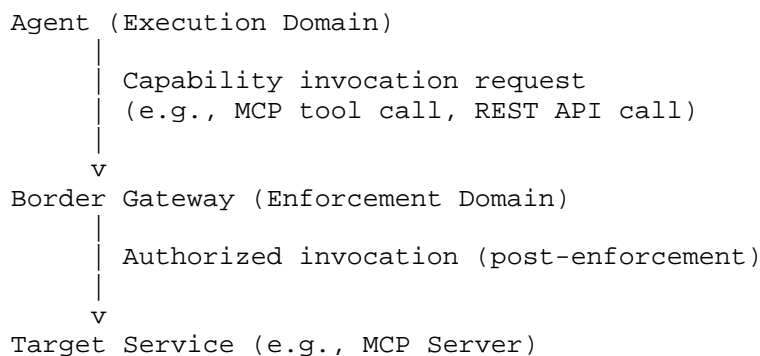 Agent (Execution Domain)
|
| Capability invocation request
| (e.g., MCP tool call, REST API call)
|
v
Border Gateway (Enforcement Domain)
|
| Authorized invocation (post-enforcement)
|
v
Target Service (e.g., MCP Server)